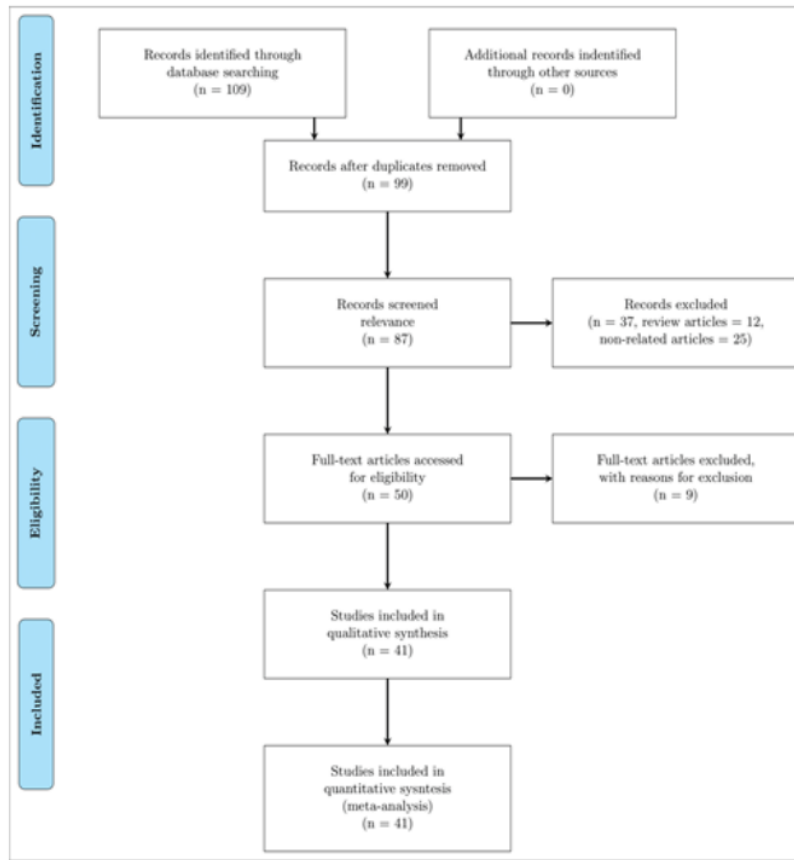 Identification
Records identified through
database searching
(n = 109)
Additional records indentified
through other sources
(n = 0)
Records after duplicates removed
(n = 99)
Screening
Records screened
relevance
(n = 87)
Records excluded
(n = 37, review articles = 12,
non-related articles = 25)
Eligibility
Full-text articles accessed
for eligibility
(n = 50)
Full-text articles excluded,
with reasons for exclusion
(n = 9)
Included
Studies included in
qualitative synthesis
(n = 41)
Studies included in
quantitative sysntesis
(meta-analysis)
(n = 41)